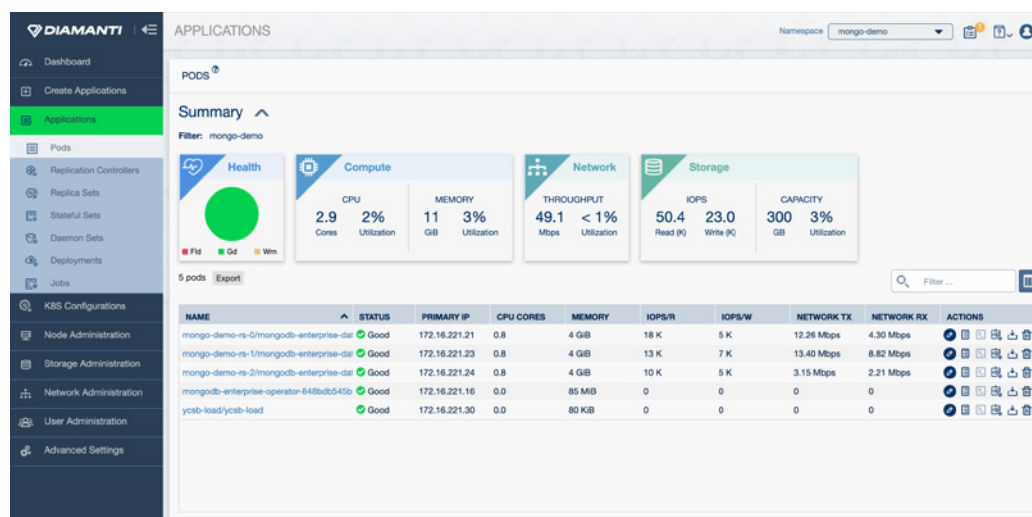 DIAMANTI
APPLICATIONS
Namespace mongo-demo
Dashboard
Create Applications
Applications
Pods
Replication Controllers
Replica Sets
Stateful Sets
Daemon Sets
Deployments
Jobs
K8S Configurations
Node Administration
Storage Administration
Network Administration
User Administration
Advanced Settings
PODS
Summary
Filter: mongo-demo
Health
Fld Gd Wrn
Compute
CPU MEMORY
2.9 2% 11 3%
Cores Utilization GiB Utilization
Network
THROUGHPUT
49.1 < 1%
Mbps Utilization
Storage
IOPS CAPACITY
50.4 23.0 300 3%
Read (K) Write (K) GB Utilization
5 pods Export
Filter ...
NAME STATUS PRIMARY IP CPU CORES MEMORY IOPS/R IOPS/W NETWORK TX NETWORK RX ACTIONS
mongo-demo-rs-0/mongodb-enterprise-dat Good 172.16.221.21 0.8 4 GiB 18 K 5 K 12.26 Mbps 4.30 Mbps
mongo-demo-rs-1/mongodb-enterprise-dat Good 172.16.221.23 0.8 4 GiB 13 K 7 K 13.40 Mbps 8.82 Mbps
mongo-demo-rs-2/mongodb-enterprise-dat Good 172.16.221.24 0.8 4 GiB 10 K 5 K 3.15 Mbps 2.21 Mbps
mongodb-enterprise-operator-648bdb545b Good 172.16.221.16 0.0 85 MiB 0 0 0 0
ycsb-load/ycsb-load Good 172.16.221.30 0.0 80 KiB 0 0 0 0